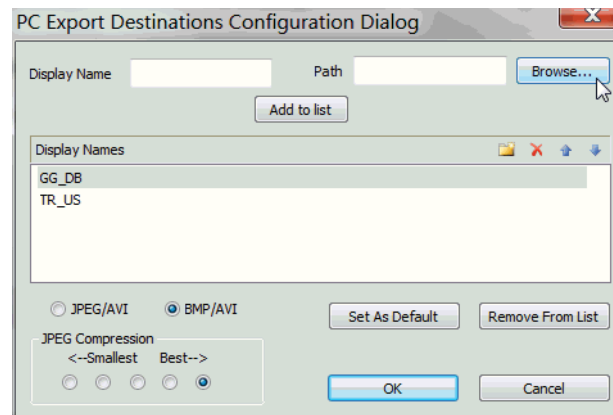 PC Export Destinations Configuration Dialog
Display Name Path Browse...
Add to list
Display Names
GG_DB
TR_US
JPEG/AVI BMP/AVI Set As Default Remove From List
JPEG Compression
<--Smallest Best-->
OK Cancel